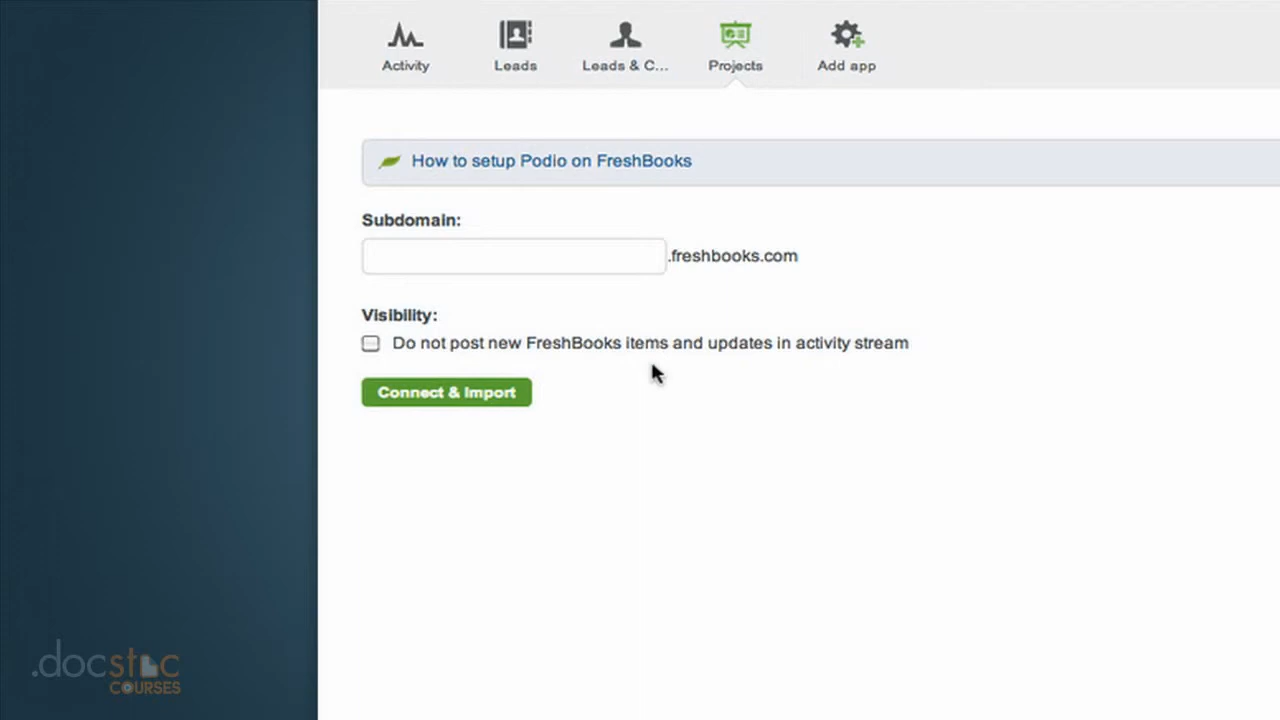 Activity
Leads
Leads & C...
Projects
Add app
How to setup Podio on FreshBooks
Subdomain:
.freshbooks.com
Visibility:
Do not post new FreshBooks items and updates in activity stream
Connect & Import
.docstoc
COURSES